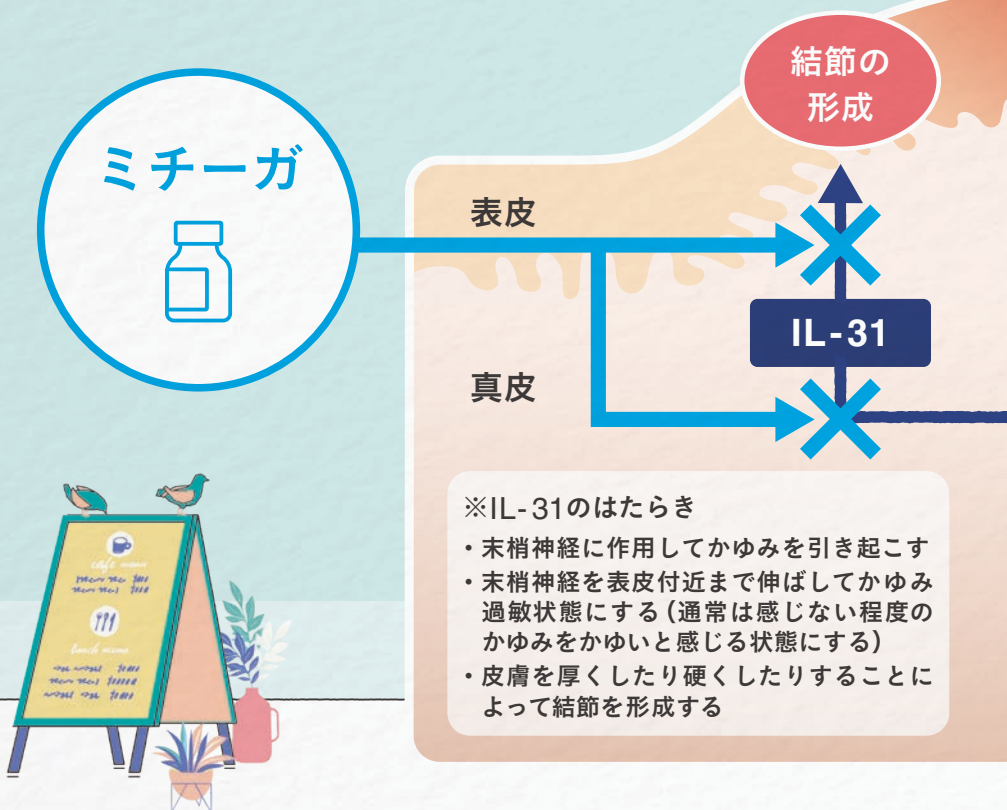 結節の
形成
ミチーガ
表皮
IL-31
真皮
※IL-31のはたらき
・末梢神経に作用してかゆみを引き起こす
・末梢神経を表皮付近まで伸ばしてかゆみ
過敏状態にする(通常は感じない程度の
かゆみをかゆいと感じる状態にする)
・皮膚を厚くしたり硬くしたりすることに
よって結節を形成する
cafe menu
lunch menu